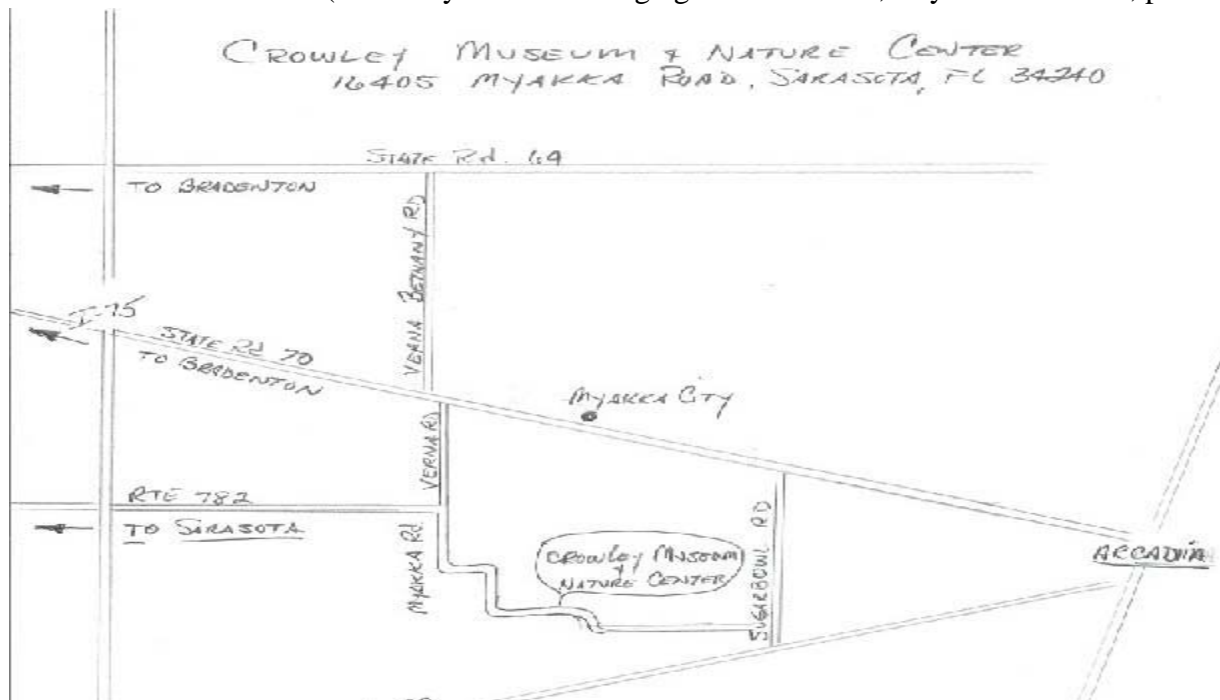 CROWLEY MUSEUM & NATURE CENTER
16405 MYAKKA ROAD, SARASOTA, FL 34240
STATE Rd. 64
TO BRADENTON
VERNA BETHANY RD
I-75
STATE Rd 70
TO BRADENTON
MYAKKA CITY
VERNA RD
RTE 782
TO SARASOTA
MYAKKA Rd.
CROWLEY MUSEUM
&
NATURE CENTER
SUGARBOWL RD
ARCADIA